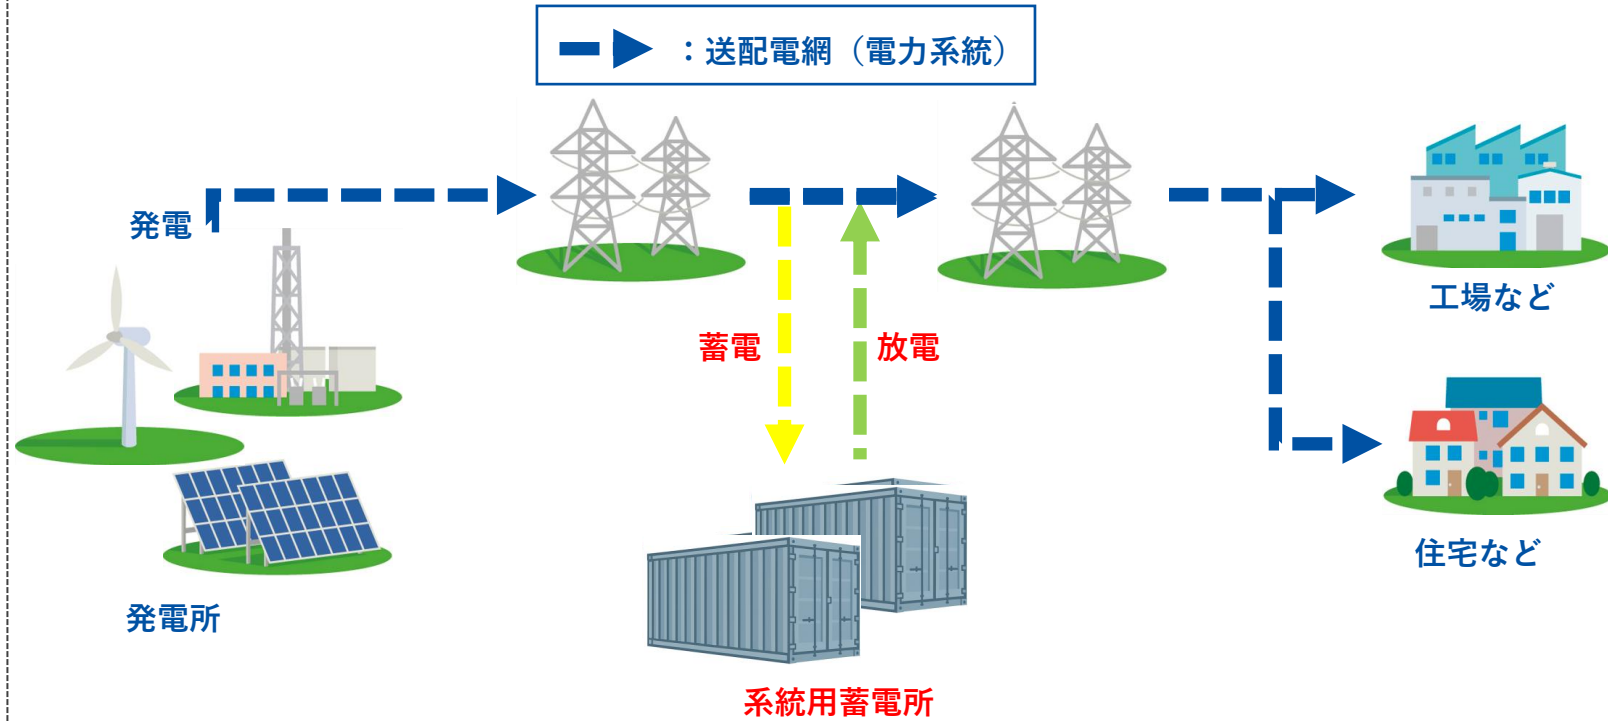 ：送配電網（電力系統）
発電
蓄電
放電
工場など
住宅など
発電所
系統用蓄電所